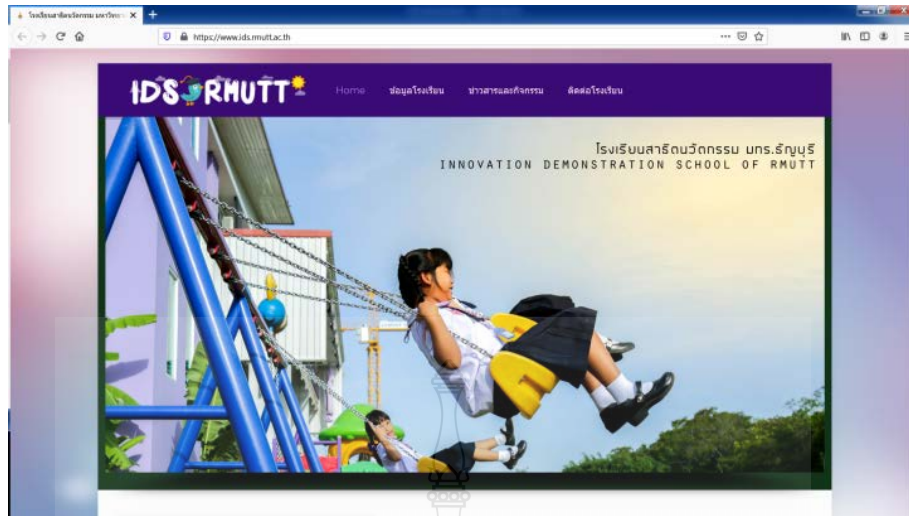 https://www.ids.rmutt.ac.th
IDS RMUTT
Home ข้อมูลโรงเรียน ข่าวสารและกิจกรรม ติดต่อโรงเรียน
โรงเรียนสาธิตนวัตกรรม มทร.ธัญบุรี
INNOVATION DEMONSTRATION SCHOOL OF RMUTT